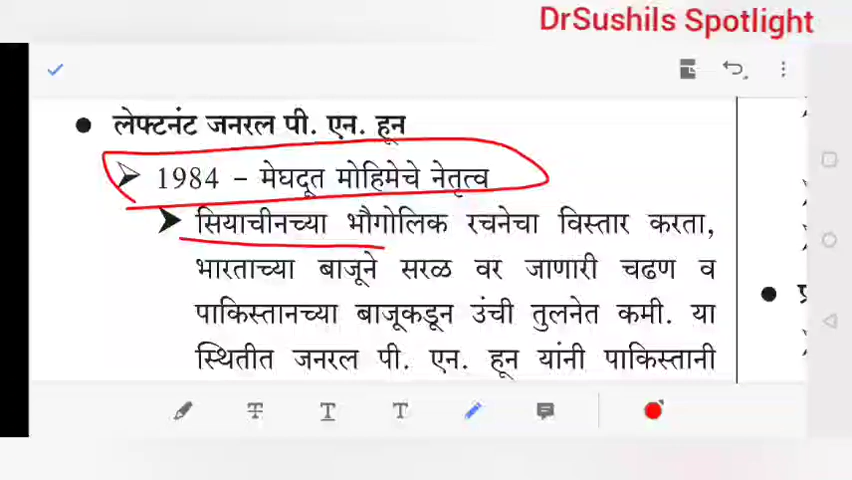 DrSushils Spotlight
लेफ्टनंट जनरल पी. एन. हून
1984 – मेघदूत मोहिमेचे नेतृत्व
सियाचीनच्या भौगोलिक रचनेचा विस्तार करता,
भारताच्या बाजूने सरळ वर जाणारी चढण व
पाकिस्तानच्या बाजूकडून उंची तुलनेत कमी. या
स्थितीत जनरल पी. एन. हून यांनी पाकिस्तानी